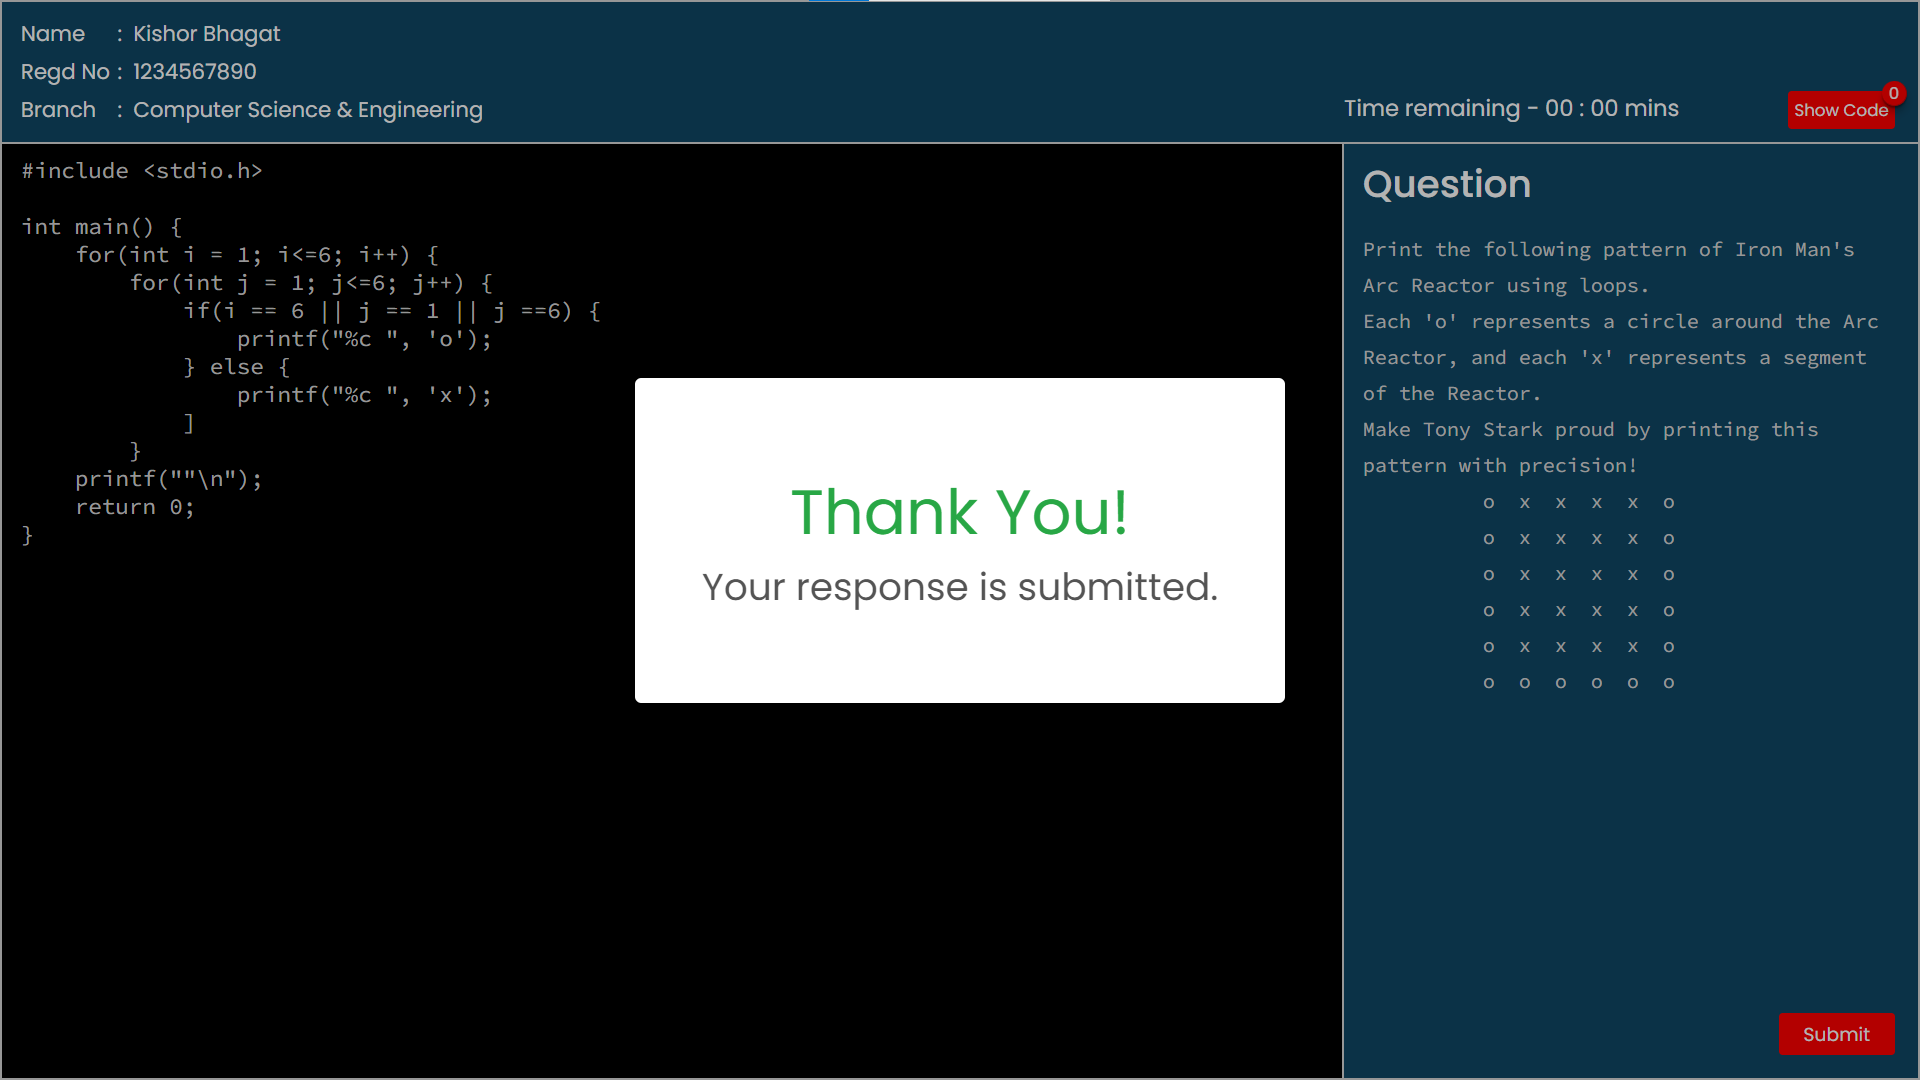 Name : Kishor Bhagat
Regd No : 1234567890
Branch : Computer Science & Engineering
Time remaining - 00 : 00 mins
Show Code
0
#include <stdio.h>

int main() {
    for(int i = 1; i<=6; i++) {
        for(int j = 1; j<=6; j++) {
            if(i == 6 || j == 1 || j ==6) {
                printf("%c ", 'o');
            } else {
                printf("%c ", 'x');
            ]
        }
    printf(""\n");
    return 0;
}
Thank You!
Your response is submitted.
Question
Print the following pattern of Iron Man's
Arc Reactor using loops.
Each 'o' represents a circle around the Arc
Reactor, and each 'x' represents a segment
of the Reactor.
Make Tony Stark proud by printing this
pattern with precision!
o x x x x o
o x x x x o
o x x x x o
o x x x x o
o x x x x o
o o o o o o
Submit